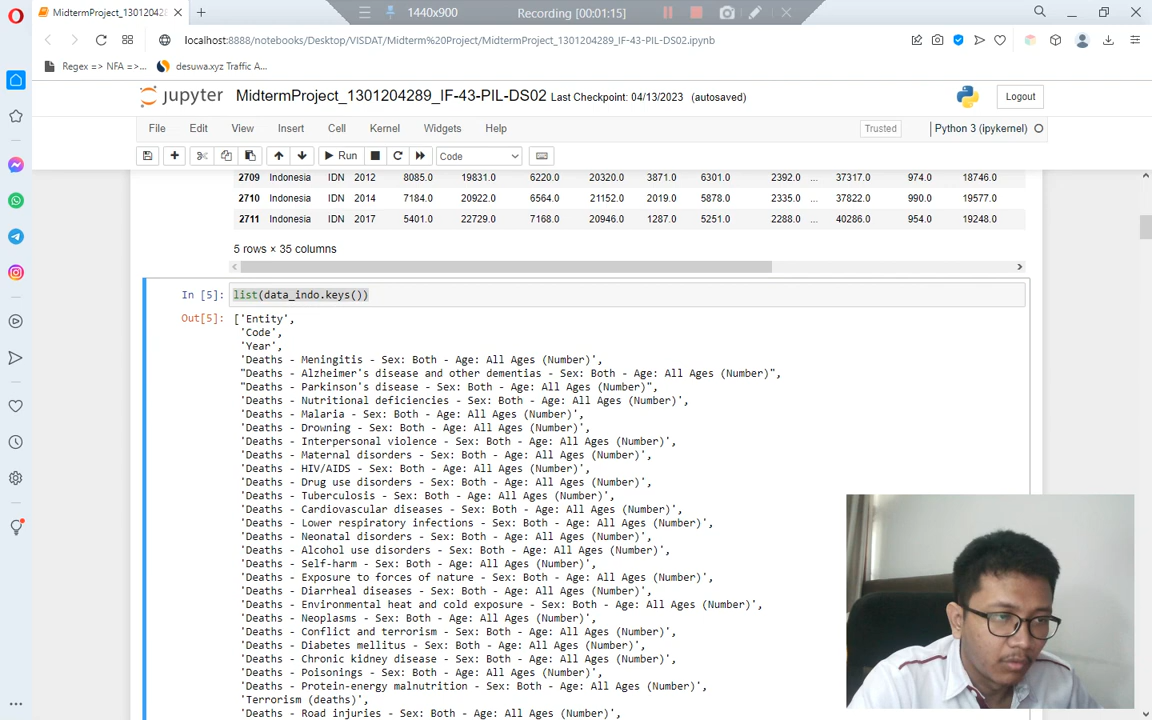 MidtermProject_1301204289
1440x900
Recording [00:01:15]
localhost:8888/notebooks/Desktop/VISDAT/Midterm%20Project/MidtermProject_1301204289_IF-43-PIL-DS02.ipynb
Regex => NFA =>...
desuwa.xyz Traffic A...
jupyter MidtermProject_1301204289_IF-43-PIL-DS02 Last Checkpoint: 04/13/2023 (autosaved)
Logout
File Edit View Insert Cell Kernel Widgets Help
Trusted
Python 3 (ipykernel)
Run
Code
2709 Indonesia IDN 2012 8085.0 19831.0 6220.0 20320.0 3871.0 6301.0 2392.0 ... 37317.0 974.0 18746.0
2710 Indonesia IDN 2014 7184.0 20922.0 6564.0 21152.0 2019.0 5878.0 2335.0 ... 37822.0 990.0 19577.0
2711 Indonesia IDN 2017 5401.0 22729.0 7168.0 20946.0 1287.0 5251.0 2288.0 ... 40286.0 954.0 19248.0
5 rows × 35 columns
In [5]: list(data_indo.keys())
Out[5]: ['Entity',
'Code',
'Year',
'Deaths - Meningitis - Sex: Both - Age: All Ages (Number)',
"Deaths - Alzheimer's disease and other dementias - Sex: Both - Age: All Ages (Number)",
"Deaths - Parkinson's disease - Sex: Both - Age: All Ages (Number)",
'Deaths - Nutritional deficiencies - Sex: Both - Age: All Ages (Number)',
'Deaths - Malaria - Sex: Both - Age: All Ages (Number)',
'Deaths - Drowning - Sex: Both - Age: All Ages (Number)',
'Deaths - Interpersonal violence - Sex: Both - Age: All Ages (Number)',
'Deaths - Maternal disorders - Sex: Both - Age: All Ages (Number)',
'Deaths - HIV/AIDS - Sex: Both - Age: All Ages (Number)',
'Deaths - Drug use disorders - Sex: Both - Age: All Ages (Number)',
'Deaths - Tuberculosis - Sex: Both - Age: All Ages (Number)',
'Deaths - Cardiovascular diseases - Sex: Both - Age: All Ages (Number)',
'Deaths - Lower respiratory infections - Sex: Both - Age: All Ages (Number)',
'Deaths - Neonatal disorders - Sex: Both - Age: All Ages (Number)',
'Deaths - Alcohol use disorders - Sex: Both - Age: All Ages (Number)',
'Deaths - Self-harm - Sex: Both - Age: All Ages (Number)',
'Deaths - Exposure to forces of nature - Sex: Both - Age: All Ages (Number)',
'Deaths - Diarrheal diseases - Sex: Both - Age: All Ages (Number)',
'Deaths - Environmental heat and cold exposure - Sex: Both - Age: All Ages (Number)',
'Deaths - Neoplasms - Sex: Both - Age: All Ages (Number)',
'Deaths - Conflict and terrorism - Sex: Both - Age: All Ages (Number)',
'Deaths - Diabetes mellitus - Sex: Both - Age: All Ages (Number)',
'Deaths - Chronic kidney disease - Sex: Both - Age: All Ages (Number)',
'Deaths - Poisonings - Sex: Both - Age: All Ages (Number)',
'Deaths - Protein-energy malnutrition - Sex: Both - Age: All Ages (Number)',
'Terrorism (deaths)',
'Deaths - Road injuries - Sex: Both - Age: All Ages (Number)',